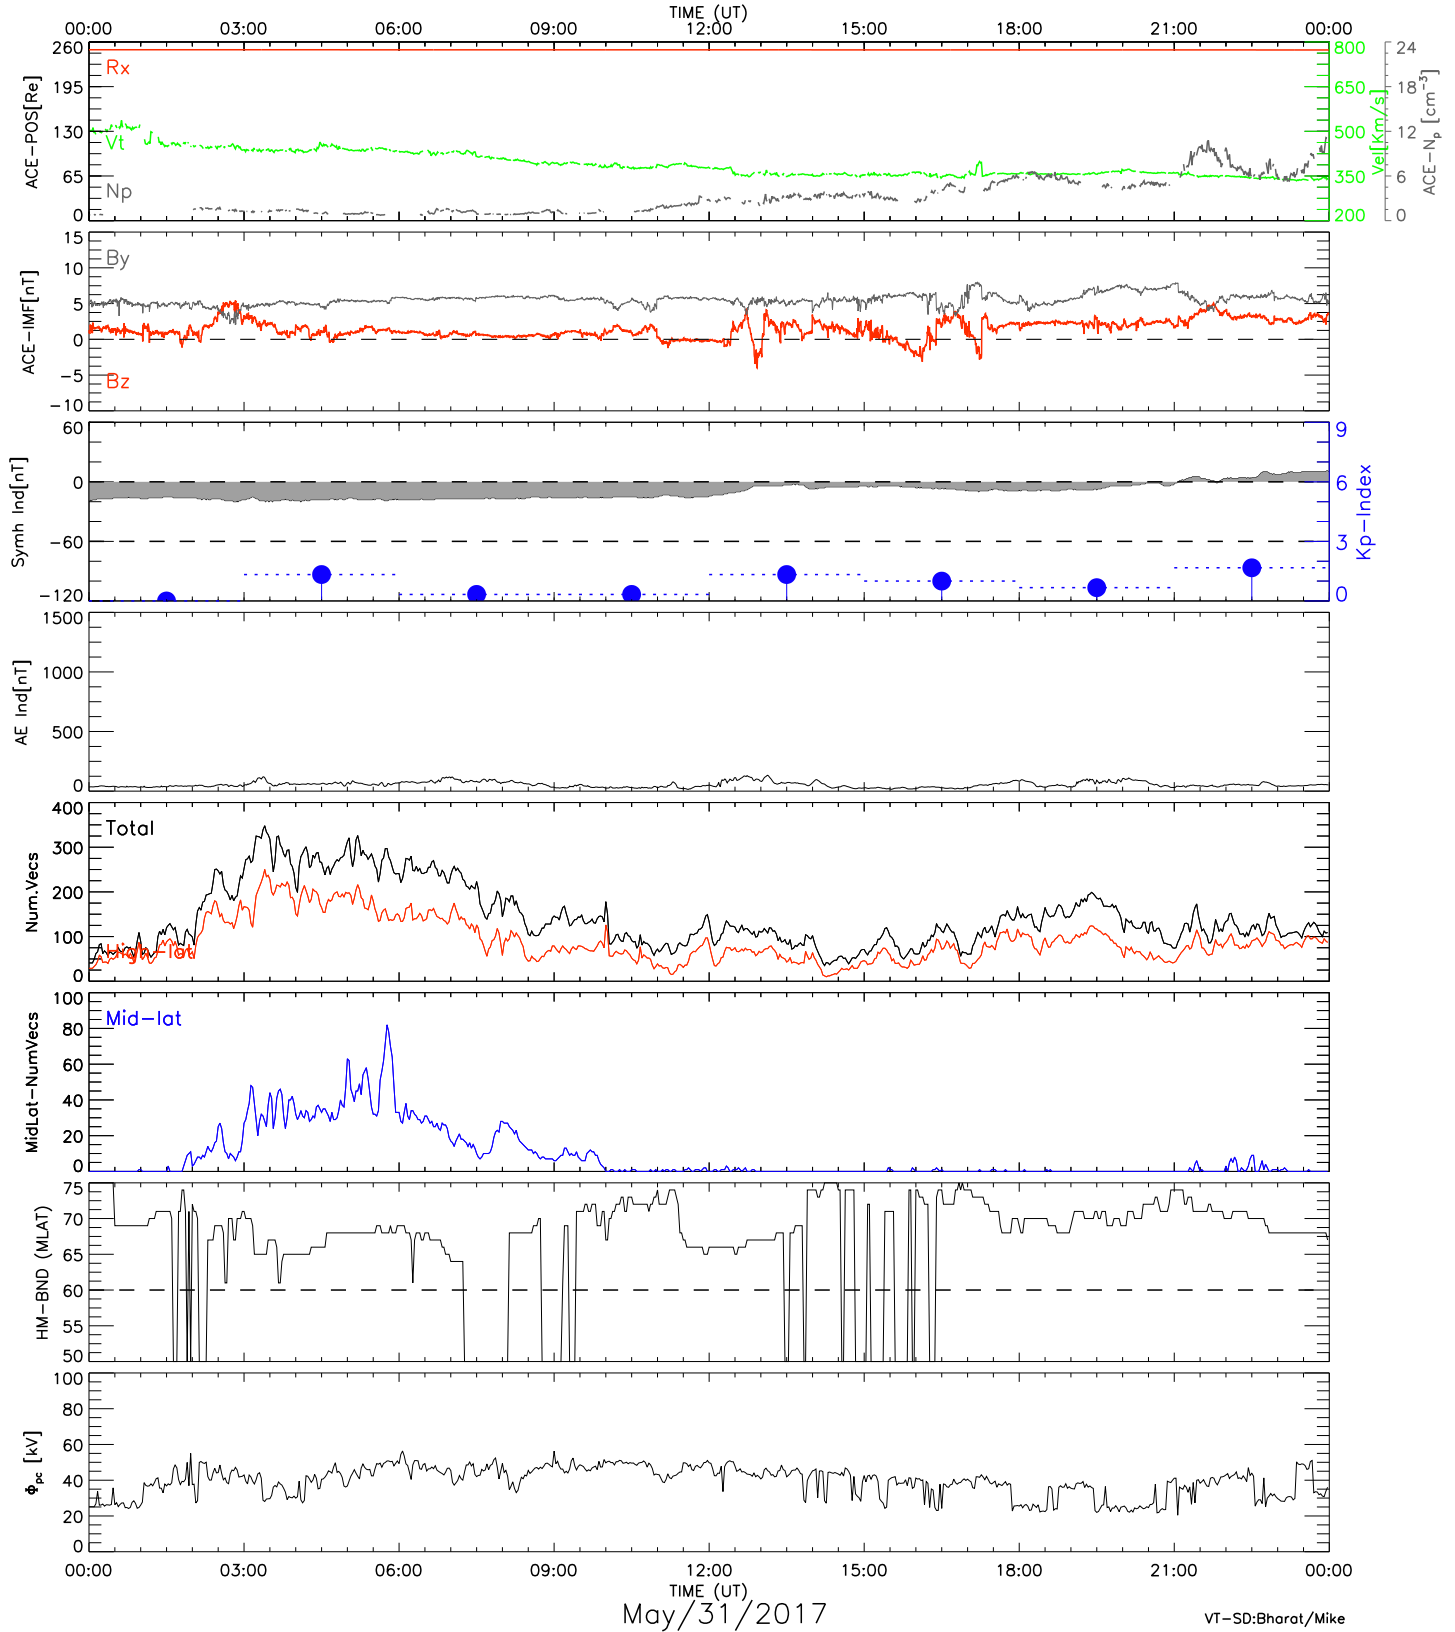 TIME (UT)
00:00 03:00 06:00 09:00 12:00 15:00 18:00 21:00 00:00
ACE-POS[Re]
260
195
130
65
0
Rx
Vt
Np
800
650
500
350
200
Vel[Km/s]
24
18
12
6
0
ACE-Np [cm-3]
ACE-IMF[nT]
15
10
5
0
-5
-10
By
Bz
Symh Ind[nT]
60
0
-60
-120
9
6
3
0
Kp-Index
AE Ind[nT]
1500
1000
500
0
Num.Vecs
400
300
200
100
0
Total
High-lat
MidLat-NumVecs
100
80
60
40
20
0
Mid-lat
HM-BND (MLAT)
75
70
65
60
55
50
Φpc [kV]
100
80
60
40
20
0
00:00 03:00 06:00 09:00 12:00 15:00 18:00 21:00 00:00
TIME (UT)
May/31/2017
VT-SD:Bharat/Mike